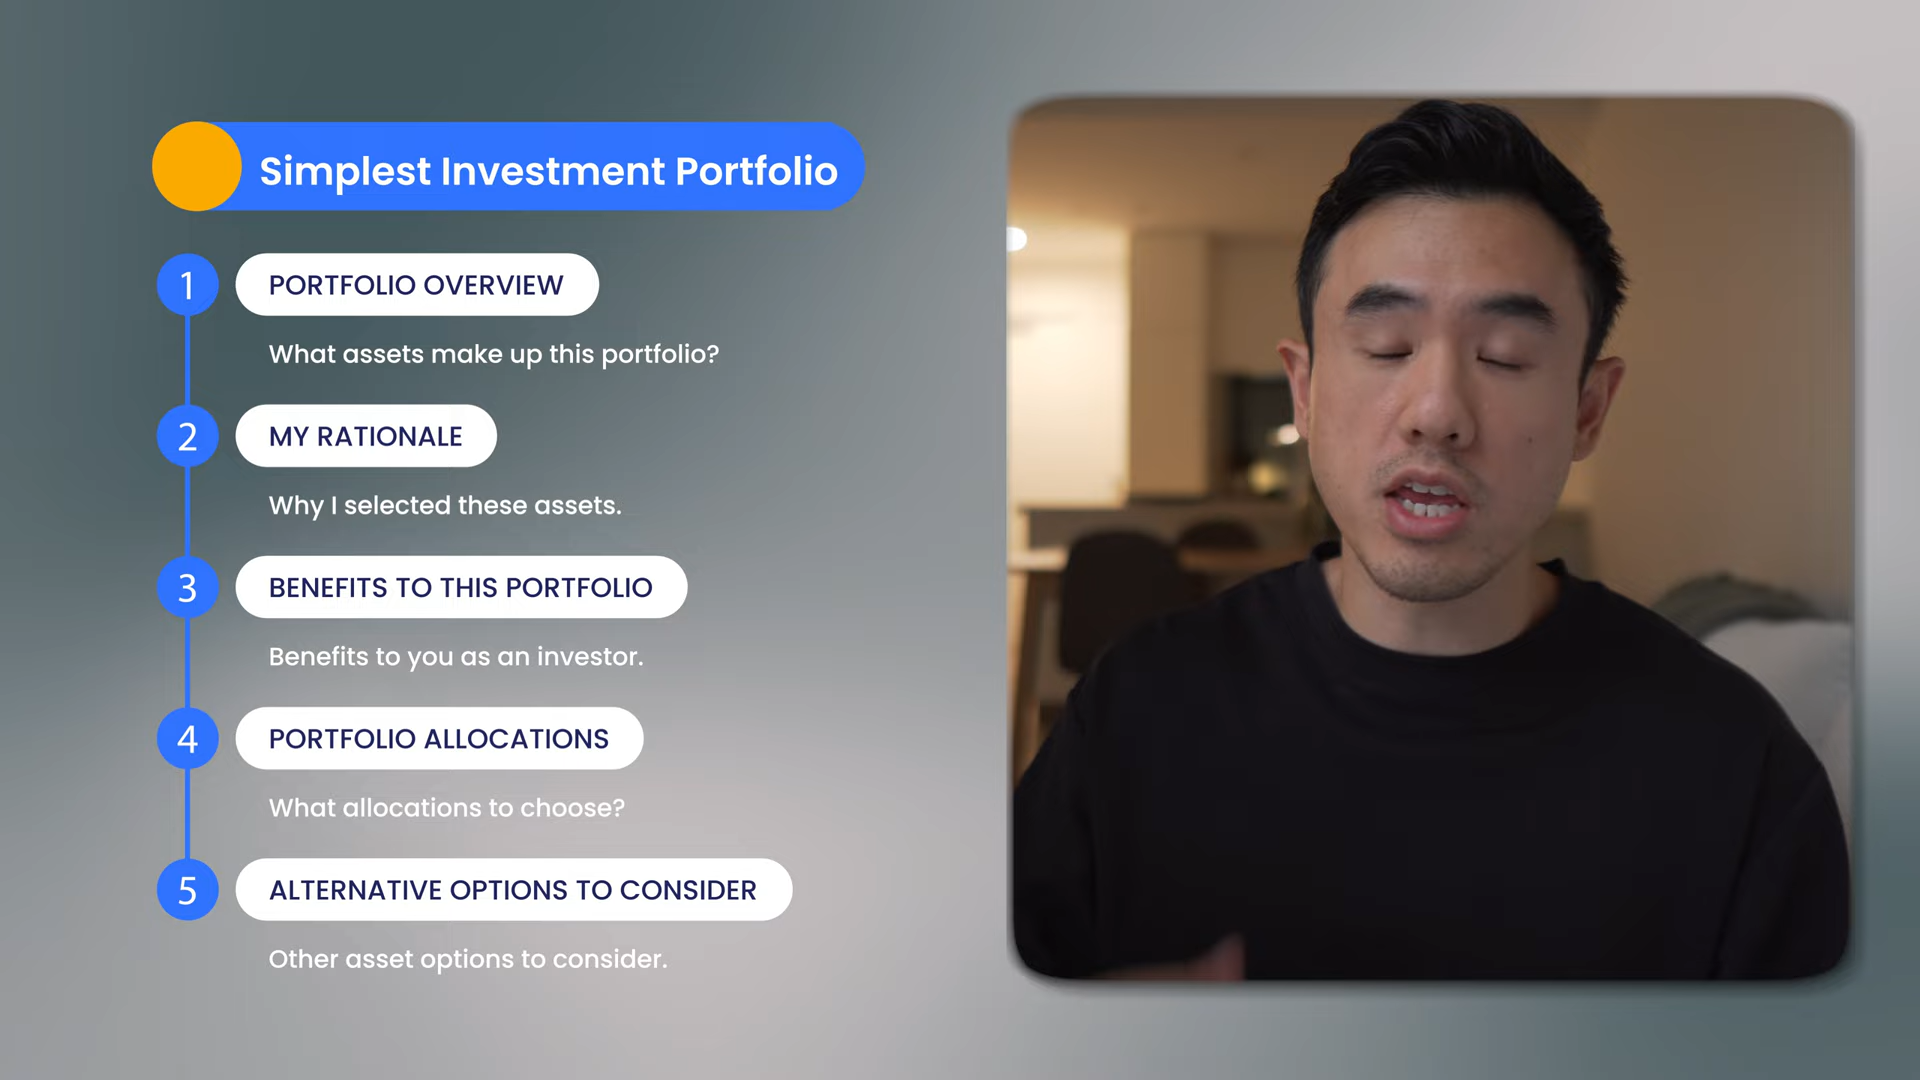 Simplest Investment Portfolio
1 PORTFOLIO OVERVIEW
What assets make up this portfolio?
2 MY RATIONALE
Why I selected these assets.
3 BENEFITS TO THIS PORTFOLIO
Benefits to you as an investor.
4 PORTFOLIO ALLOCATIONS
What allocations to choose?
5 ALTERNATIVE OPTIONS TO CONSIDER
Other asset options to consider.